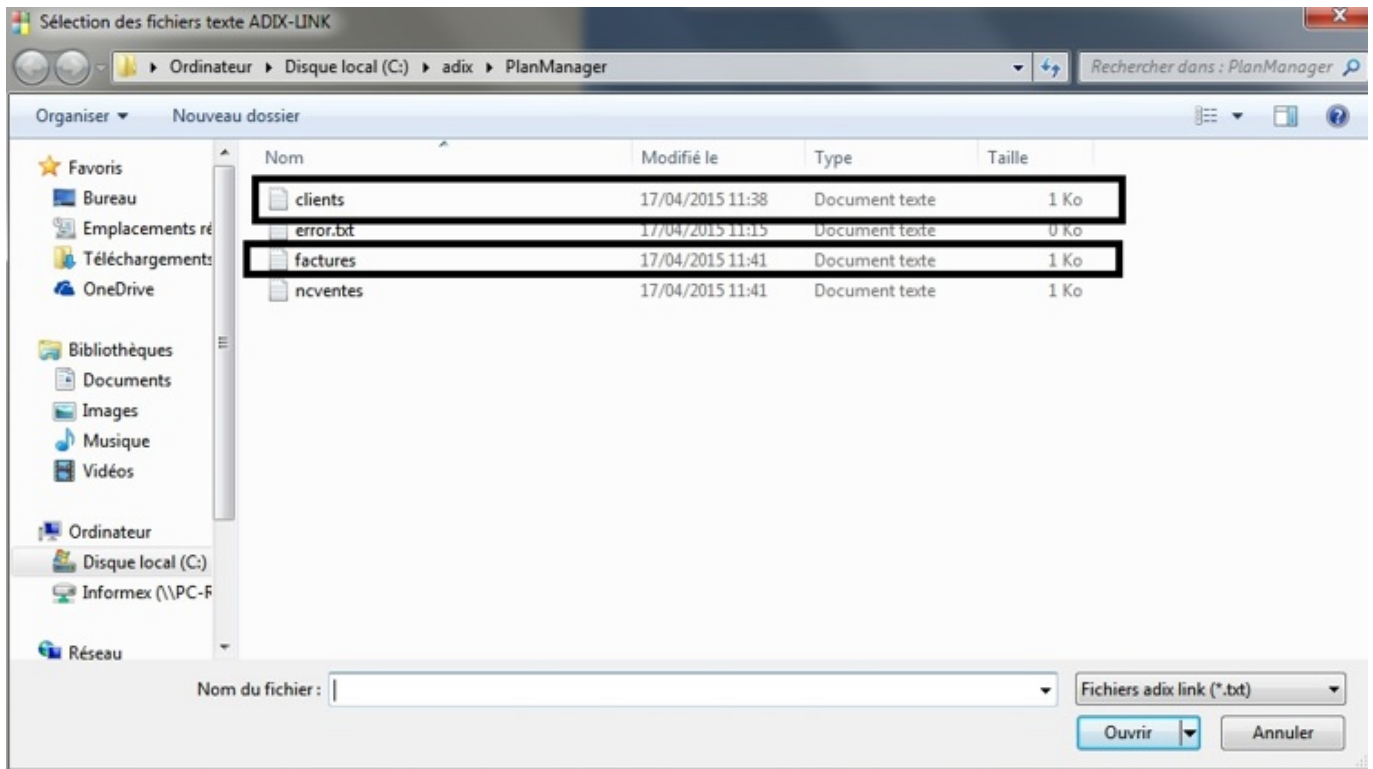 Sélection des fichiers texte ADIX-LINK
Ordinateur Disque local (C:) adix PlanManager Rechercher dans : PlanManager
Organiser Nouveau dossier
Nom Modifié le Type Taille
clients 17/04/2015 11:38 Document texte 1 Ko
error.txt 17/04/2015 11:15 Document texte 0 Ko
factures 17/04/2015 11:41 Document texte 1 Ko
ncventes 17/04/2015 11:41 Document texte 1 Ko
Favoris
Bureau
Emplacements ré
Téléchargements
OneDrive
Bibliothèques
Documents
Images
Musique
Vidéos
Ordinateur
Disque local (C:)
Informex (\\PC-R
Réseau
Nom du fichier : Fichiers adix link (*.txt)
Ouvrir Annuler